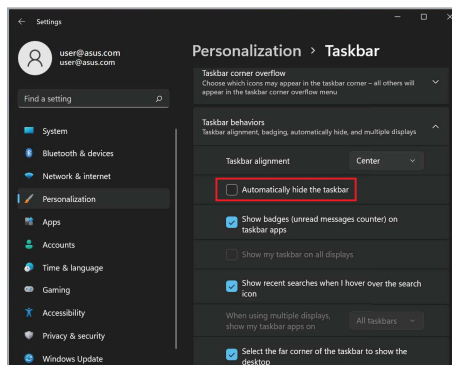 Settings
user@asus.com
user@asus.com
Find a setting
System
Bluetooth & devices
Network & internet
Personalization
Apps
Accounts
Time & language
Gaming
Accessibility
Privacy & security
Windows Update
Personalization > Taskbar
Taskbar corner overflow
Choose which icons may appear in the taskbar corner – all others will
appear in the taskbar corner overflow menu
Taskbar behaviors
Taskbar alignment, badging, automatically hide, and multiple displays
Taskbar alignment
Center
Automatically hide the taskbar
Show badges (unread messages counter) on
taskbar apps
Show my taskbar on all displays
Show recent searches when I hover over the search
icon
When using multiple displays,
show my taskbar apps on
All taskbars
Select the far corner of the taskbar to show the
desktop